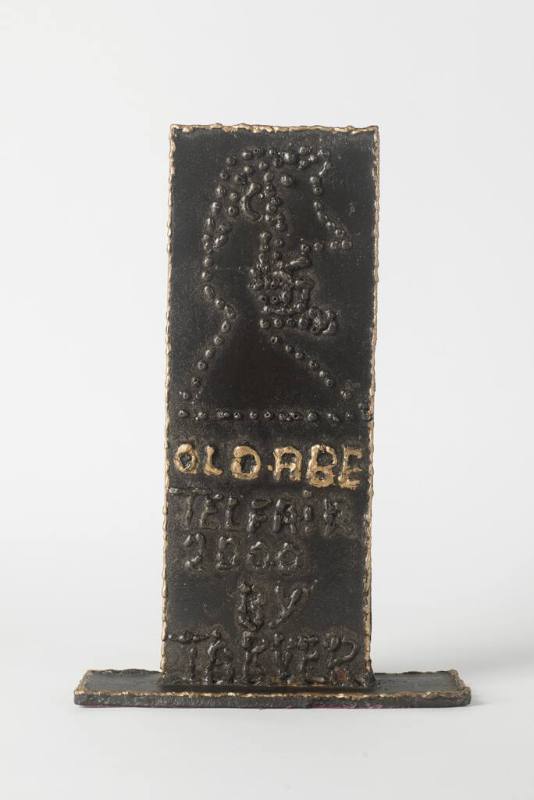 OLD·ABE
TELFAiR
2000
BY
TARVER